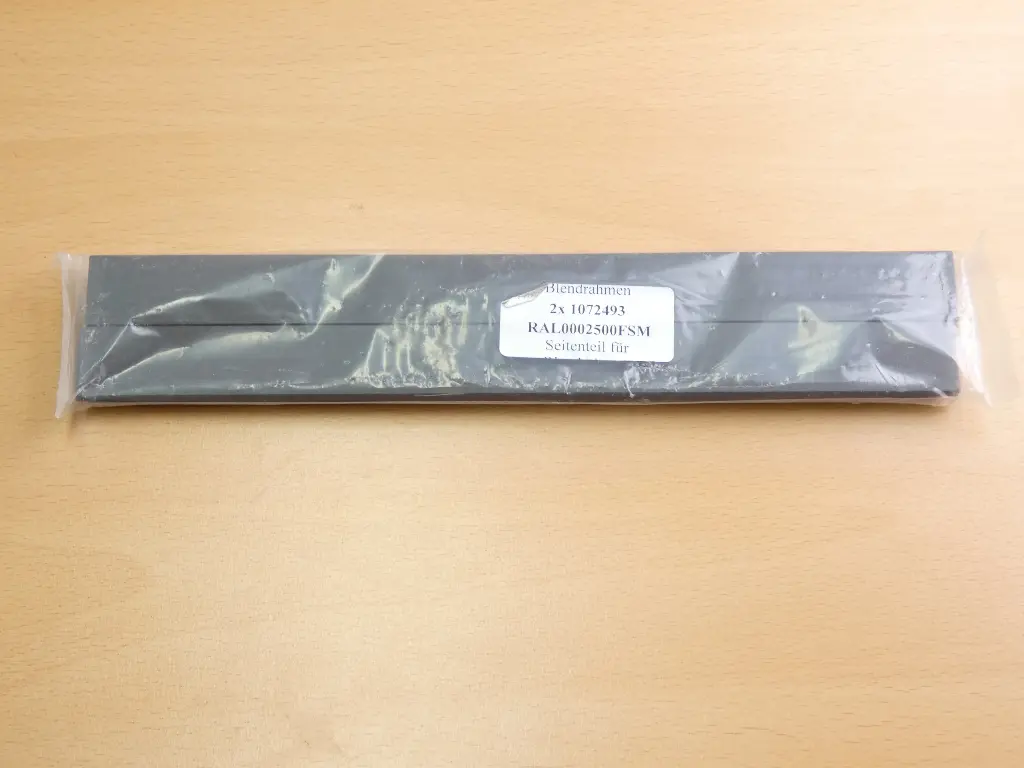 Blendrahmen
2x 1072493
RAL0002500FSM
Seitenteil für